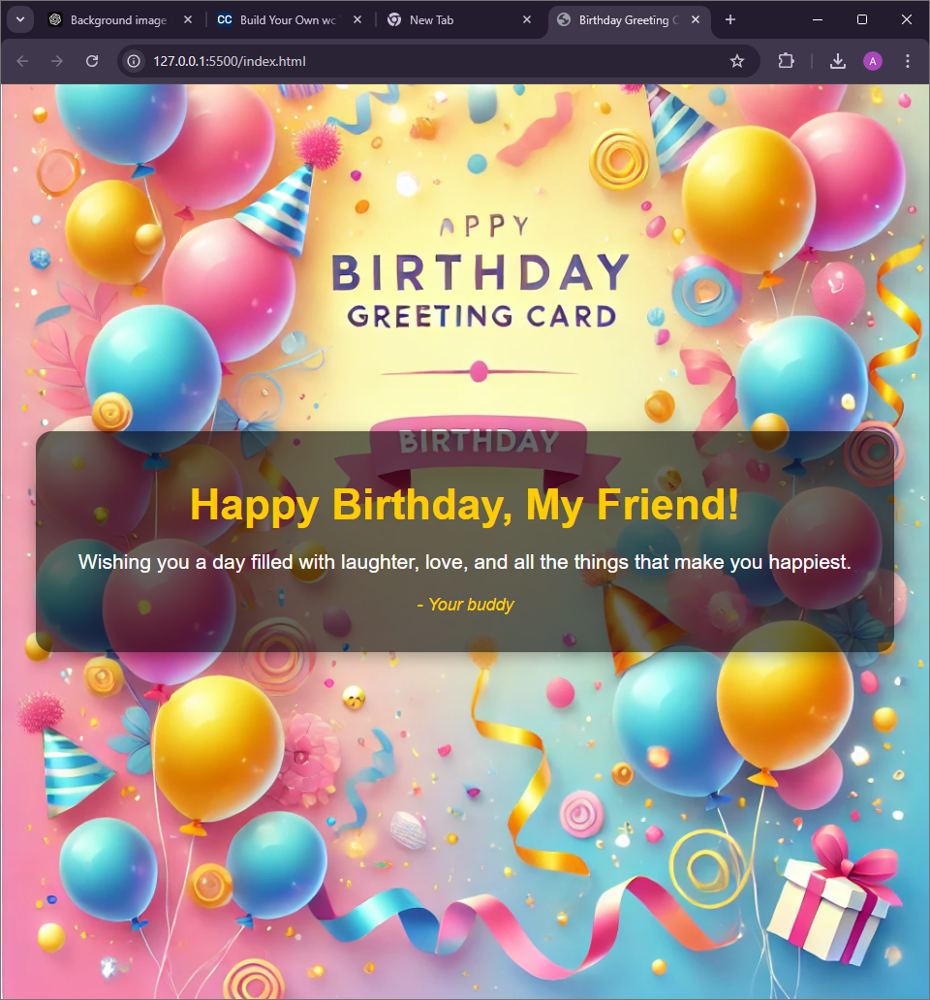 Background image
Build Your Own wc
New Tab
Birthday Greeting C
127.0.0.1:5500/index.html
A
APPY
BIRTHDAY
GREETING CARD
BIRTHDAY
Happy Birthday, My Friend!
Wishing you a day filled with laughter, love, and all the things that make you happiest.
- Your buddy